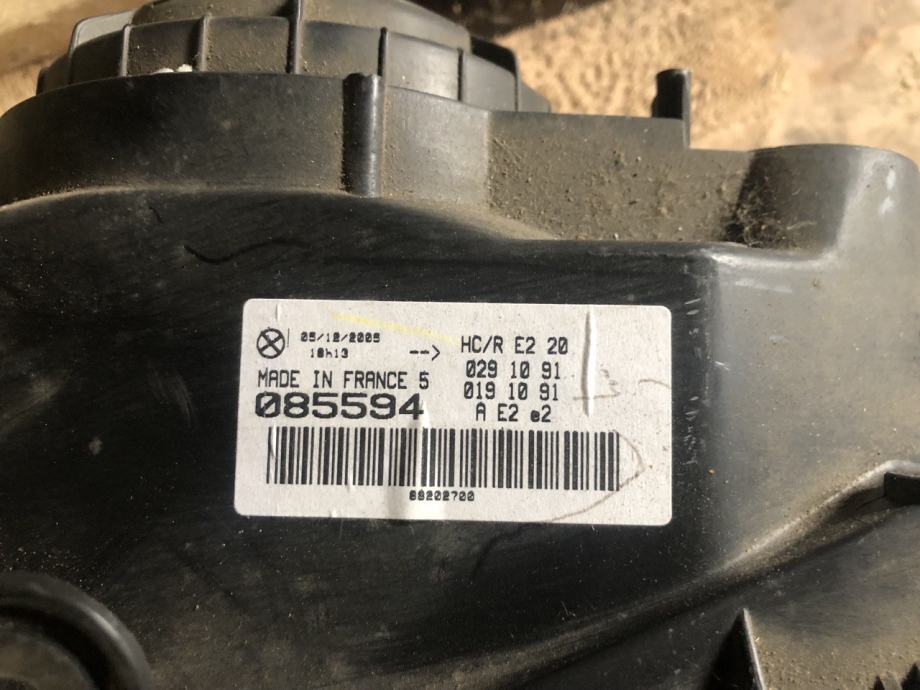 05/12/2005
18h13
--> HC/R E2 20
029 10 91
019 10 91
A E2 e2
MADE IN FRANCE 5
085594
88202700